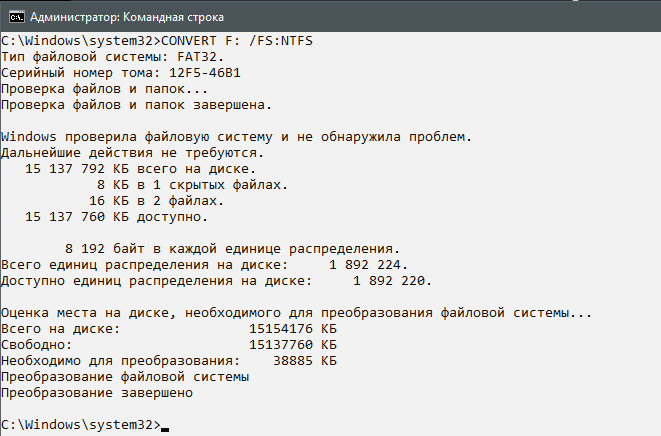 Администратор: Командная строка
C:\Windows\system32>CONVERT F: /FS:NTFS
Тип файловой системы: FAT32.
Серийный номер тома: 12F5-46B1
Проверка файлов и папок...
Проверка файлов и папок завершена.
Windows проверила файловую систему и не обнаружила проблем.
Дальнейшие действия не требуются.
15 137 792 КБ всего на диске.
8 КБ в 1 скрытых файлах.
16 КБ в 2 файлах.
15 137 760 КБ доступно.
8 192 байт в каждой единице распределения.
Всего единиц распределения на диске: 1 892 224.
Доступно единиц распределения на диске: 1 892 220.
Оценка места на диске, необходимого для преобразования файловой системы...
Всего на диске: 15154176 КБ
Свободно: 15137760 КБ
Необходимо для преобразования: 38885 КБ
Преобразование файловой системы
Преобразование завершено
C:\Windows\system32>